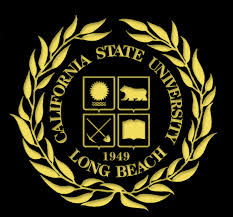 CALIFORNIA STATE UNIVERSITY
1949
LONG BEACH